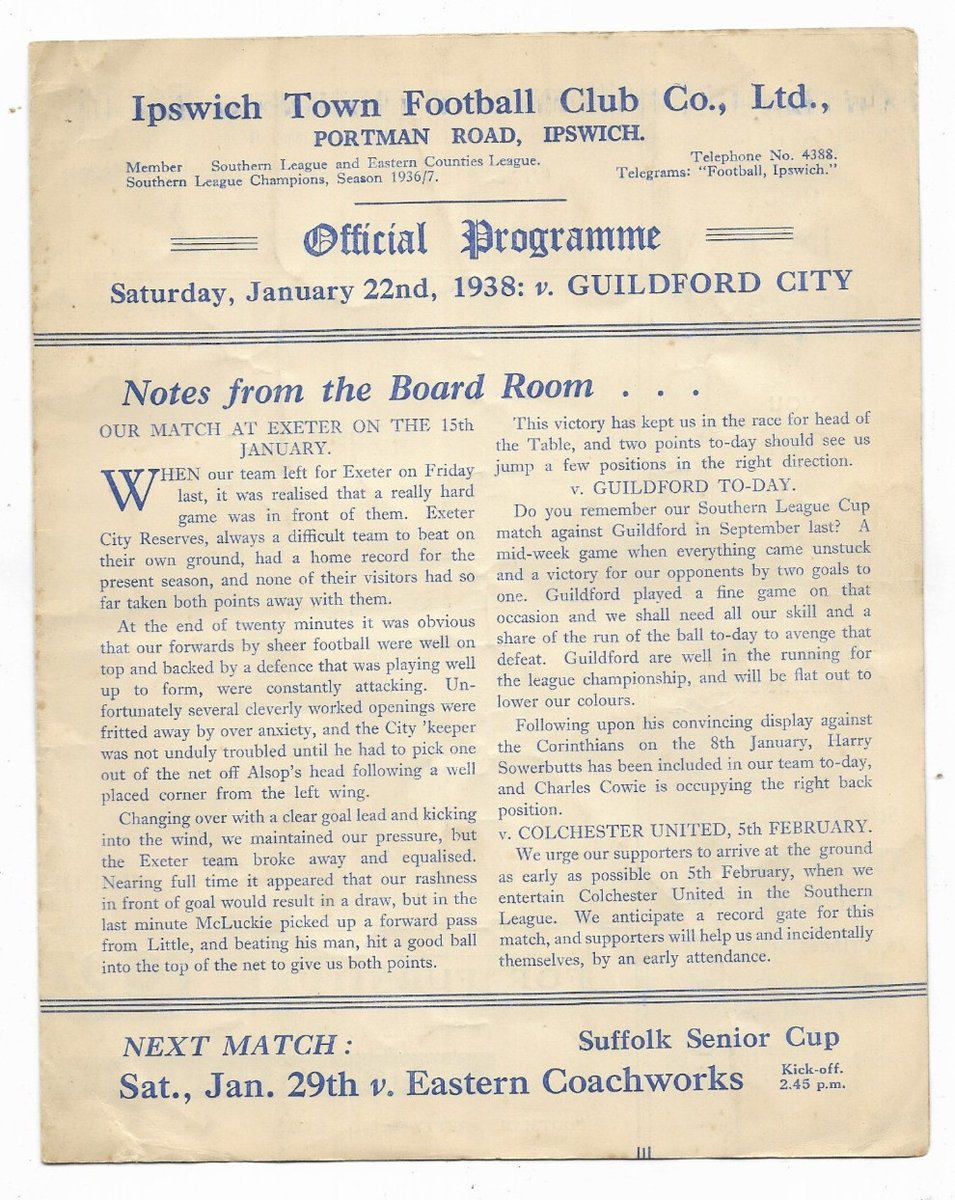 Ipswich Town Football Club Co., Ltd.,
PORTMAN ROAD, IPSWICH.
Member Southern League and Eastern Counties League.
Southern League Champions, Season 1936/7.
Telephone No. 4388.
Telegrams: "Football, Ipswich."
Official Programme
Saturday, January 22nd, 1938: v. GUILDFORD CITY
Notes from the Board Room . . .
OUR MATCH AT EXETER ON THE 15th
JANUARY.
WHEN our team left for Exeter on Friday
last, it was realised that a really hard
game was in front of them. Exeter
City Reserves, always a difficult team to beat on
their own ground, had a home record for the
present season, and none of their visitors had so
far taken both points away with them.
At the end of twenty minutes it was obvious
that our forwards by sheer football were well on
top and backed by a defence that was playing well
up to form, were constantly attacking. Un-
fortunately several cleverly worked openings were
fritted away by over anxiety, and the City 'keeper
was not unduly troubled until he had to pick one
out of the net off Alsop's head following a well
placed corner from the left wing.
Changing over with a clear goal lead and kicking
into the wind, we maintained our pressure, but
the Exeter team broke away and equalised.
Nearing full time it appeared that our rashness
in front of goal would result in a draw, but in the
last minute McLuckie picked up a forward pass
from Little, and beating his man, hit a good ball
into the top of the net to give us both points.
This victory has kept us in the race for head of
the Table, and two points to-day should see us
jump a few positions in the right direction.
v. GUILDFORD TO-DAY.
Do you remember our Southern League Cup
match against Guildford in September last? A
mid-week game when everything came unstuck
and a victory for our opponents by two goals to
one. Guildford played a fine game on that
occasion and we shall need all our skill and a
share of the run of the ball to-day to avenge that
defeat. Guildford are well in the running for
the league championship, and will be flat out to
lower our colours.
Following upon his convincing display against
the Corinthians on the 8th January, Harry
Sowerbutts has been included in our team to-day,
and Charles Cowie is occupying the right back
position.
v. COLCHESTER UNITED, 5th FEBRUARY.
We urge our supporters to arrive at the ground
as early as possible on 5th February, when we
entertain Colchester United in the Southern
League. We anticipate a record gate for this
match, and supporters will help us and incidentally
themselves, by an early attendance.
NEXT MATCH: Suffolk Senior Cup
Sat., Jan. 29th v. Eastern Coachworks
Kick-off.
2.45 p.m.